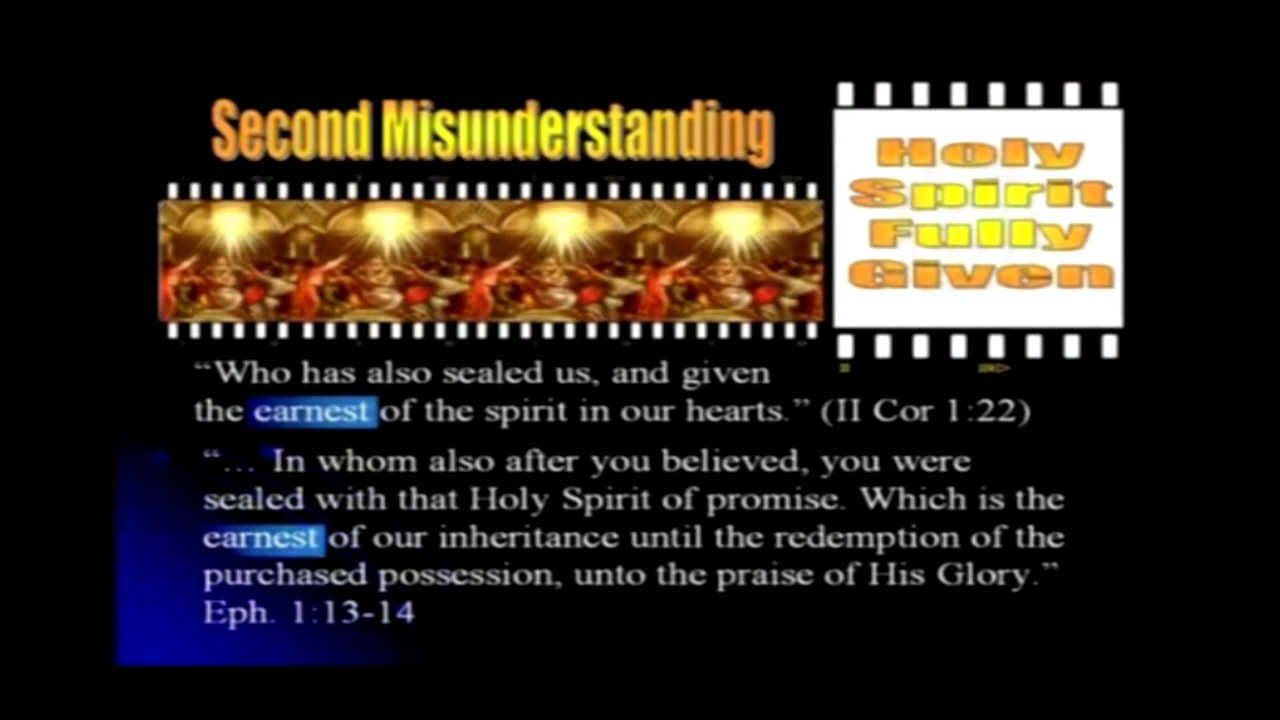 Second Misunderstanding
Holy
Spirit
Fully
Given
“Who has also sealed us, and given
the earnest of the spirit in our hearts.” (II Cor 1:22)
“… In whom also after you believed, you were
sealed with that Holy Spirit of promise. Which is the
earnest of our inheritance until the redemption of the
purchased possession, unto the praise of His Glory.”
Eph. 1:13-14